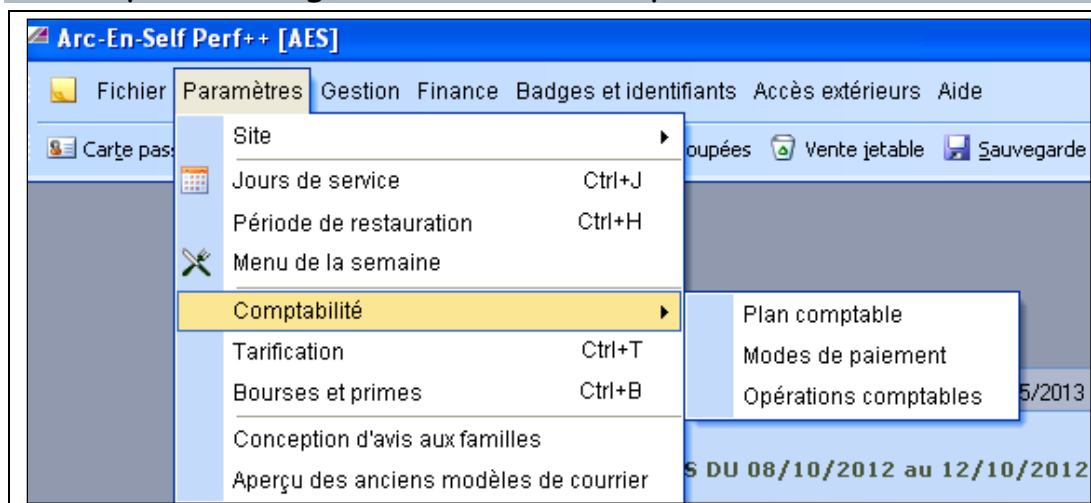 Arc-En-Self Perf++ [AES]
Fichier Paramètres Gestion Finance Badges et identifiants Accès extérieurs Aide
Carte pass oupées Vente jetable Sauvegarde
Site
Jours de service Ctrl+J
Période de restauration Ctrl+H
Menu de la semaine
Comptabilité Plan comptable
Tarification Ctrl+T Modes de paiement
Bourses et primes Ctrl+B Opérations comptables 5/2013
Conception d'avis aux familles
Aperçu des anciens modèles de courrier S DU 08/10/2012 au 12/10/2012